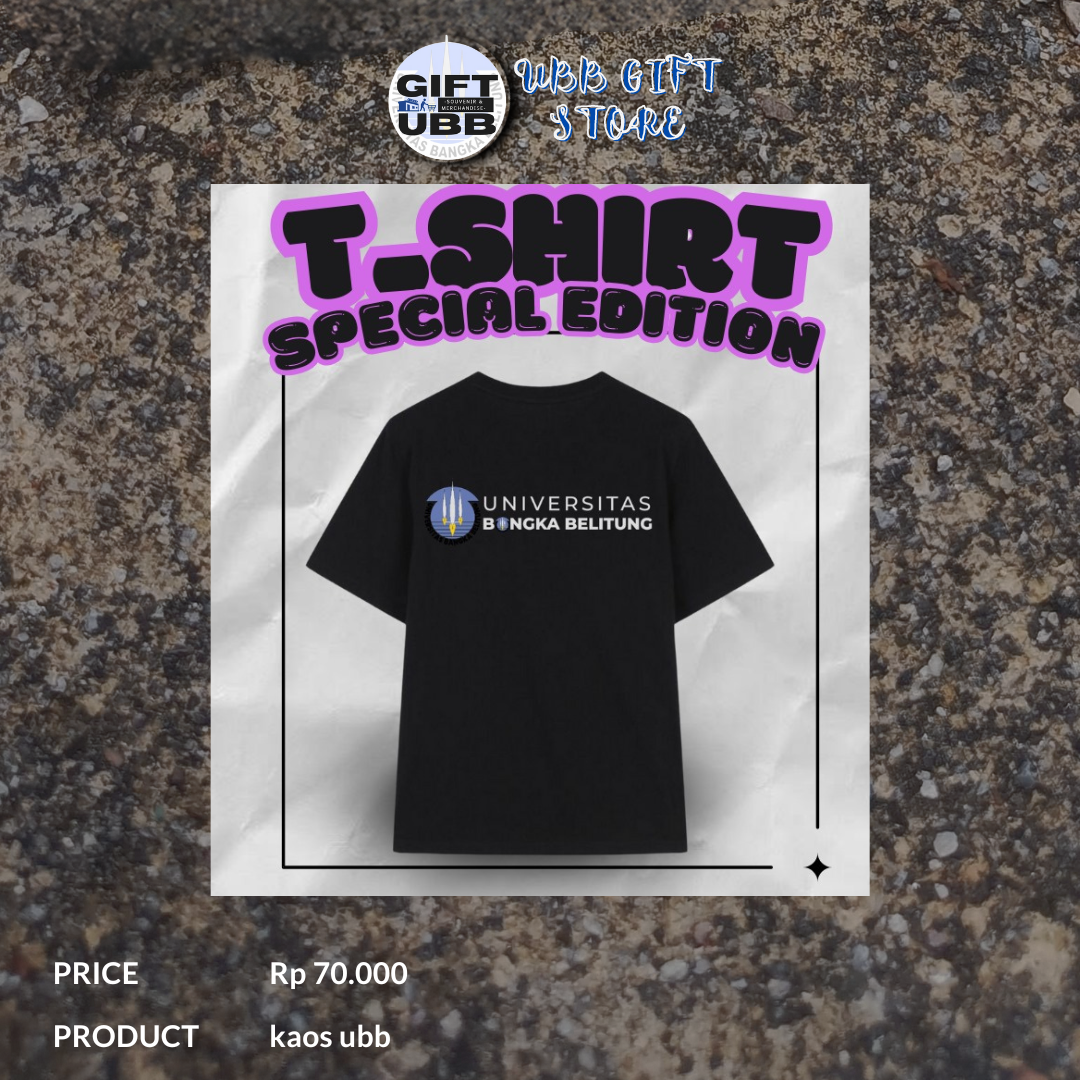 GIFT
SOUVENIR &
MERCHANDISE
UBB
UBB GIFT
STORE
T-SHIRT
SPECIAL EDITION
UNIVERSITAS
BANGKA BELITUNG
PRICE Rp 70.000
PRODUCT kaos ubb